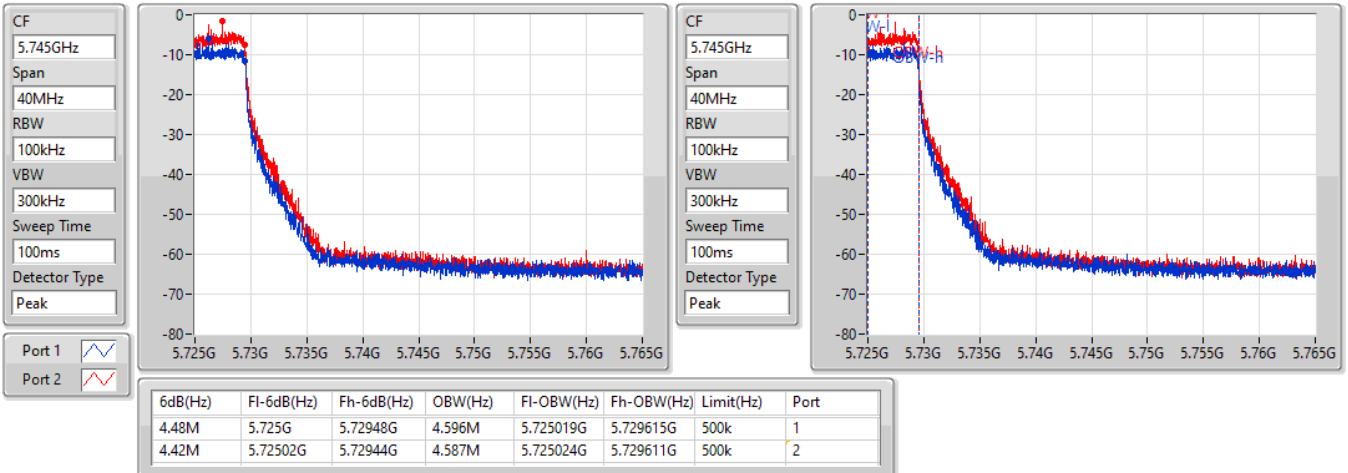 CF
5.745GHz
Span
40MHz
RBW
100kHz
VBW
300kHz
Sweep Time
100ms
Detector Type
Peak
Port 1
Port 2
0
-10
-20
-30
-40
-50
-60
-70
-80
5.725G 5.73G 5.735G 5.74G 5.745G 5.75G 5.755G 5.76G 5.765G
CF
5.745GHz
Span
40MHz
RBW
100kHz
VBW
300kHz
Sweep Time
100ms
Detector Type
Peak
0
-10
-20
-30
-40
-50
-60
-70
-80
W-l
OBW-h
5.725G 5.73G 5.735G 5.74G 5.745G 5.75G 5.755G 5.76G 5.765G
6dB(Hz) Fl-6dB(Hz) Fh-6dB(Hz) OBW(Hz) Fl-OBW(Hz) Fh-OBW(Hz) Limit(Hz) Port
4.48M 5.725G 5.72948G 4.596M 5.725019G 5.729615G 500k 1
4.42M 5.72502G 5.72944G 4.587M 5.725024G 5.729611G 500k 2